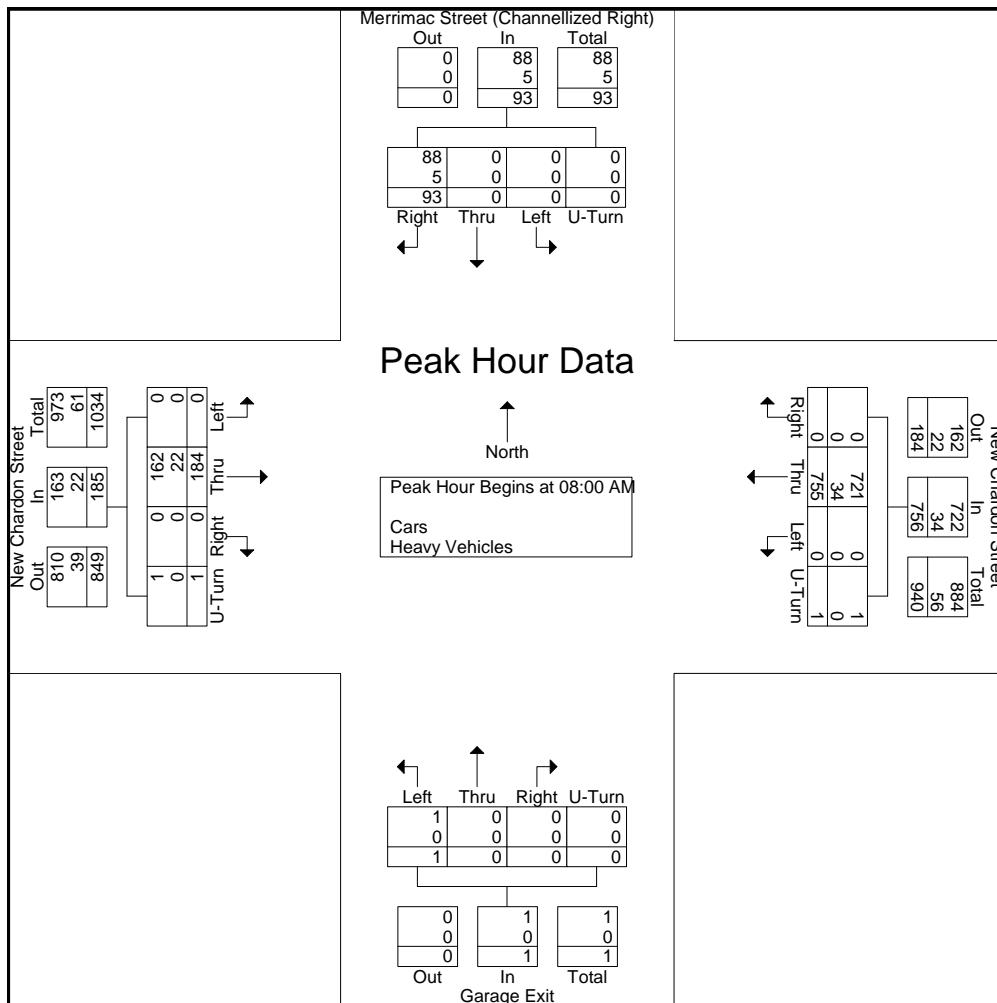 Merrimac Street (Channellized Right)
Out In Total
0 88 88
0 5 5
0 93 93
88 0 0 0
5 0 0 0
93 0 0 0
Right Thru Left U-Turn
Peak Hour Data
North
Peak Hour Begins at 08:00 AM
Cars
Heavy Vehicles
New Chardon Street
Out In Total
810 163 973
39 22 61
849 185 1034
U-Turn Right Thru Left
1 0 162 0
0 0 22 0
1 0 184 0
New Chardon Street
Out In Total
162 722 884
22 34 56
184 756 940
Right Thru Left U-Turn
0 721 0 1
0 34 0 0
0 755 0 1
Left Thru Right U-Turn
1 0 0 0
0 0 0 0
1 0 0 0
0 1 1
0 0 0
0 1 1
Out In Total
Garage Exit